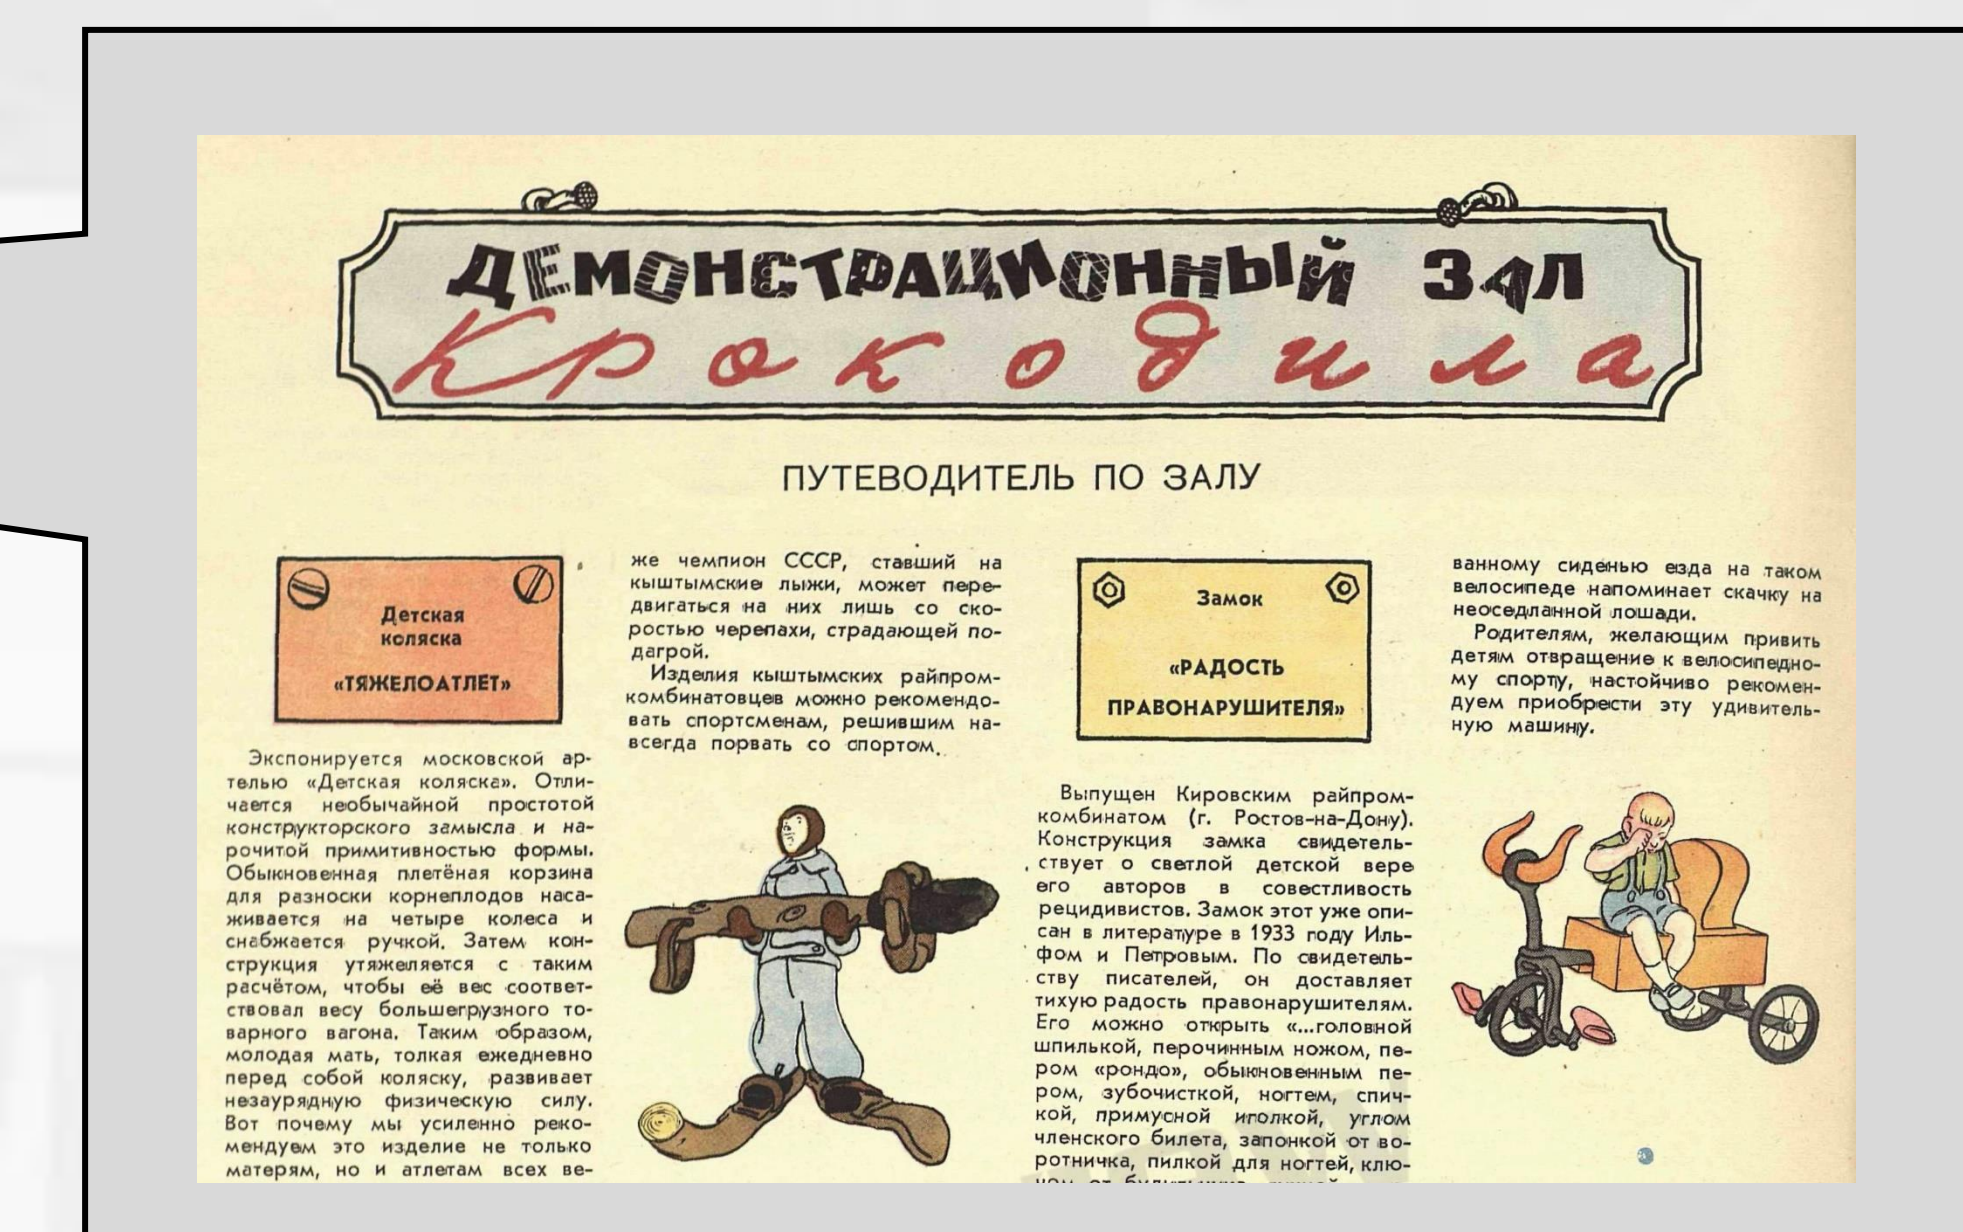 ДЕМОНСТРАЦИОННЫЙ ЗАЛ
Крокодила
ПУТЕВОДИТЕЛЬ ПО ЗАЛУ
Детская
коляска
«ТЯЖЕЛОАТЛЕТ»
Экспонируется московской ар-
телью «Детская коляска». Отли-
чается необычайной простотой
конструкторского замысла и на-
рочитой примитивностью формы.
Обыкновенная плетёная корзина
для разноски корнеплодов наса-
живается на четыре колеса и
снабжается ручкой. Затем кон-
струкция утяжеляется с таким
расчётом, чтобы её вес соответ-
ствовал весу большегрузного то-
варного вагона. Таким образом,
молодая мать, толкая ежедневно
перед собой коляску, развивает
незаурядную физическую силу.
Вот почему мы усиленно реко-
мендуем это изделие не только
матерям, но и атлетам всех ве-
же чемпион СССР, ставший на
кыштымские лыжи, может пере-
двигаться на них лишь со ско-
ростью черепахи, страдающей по-
дагрой.
Изделия кыштымских райпром-
комбинатовцев можно рекомендо-
вать спортсменам, решившим на-
всегда порвать со спортом.
Замок
«РАДОСТЬ
ПРАВОНАРУШИТЕЛЯ»
Выпущен Кировским райпром-
комбинатом (г. Ростов-на-Дону).
Конструкция замка свидетель-
ствует о светлой детской вере
его авторов в совестливость
рецидивистов. Замок этот уже опи-
сан в литературе в 1933 году Иль-
фом и Петровым. По свидетель-
ству писателей, он доставляет
тихую радость правонарушителям.
Его можно открыть «...головной
шпилькой, перочинным ножом, пе-
ром «рондо», обыкновенным пе-
ром, зубочисткой, ногтем, спич-
кой, примусной иголкой, углом
членского билета, запонкой от во-
ротничка, пилкой для ногтей, клю-
ванному сиденью езда на таком
велосипеде напоминает скачку на
неоседланной лошади.
Родителям, желающим привить
детям отвращение к велосипедно-
му спорту, настойчиво рекомен-
дуем приобрести эту удивитель-
ную машину.